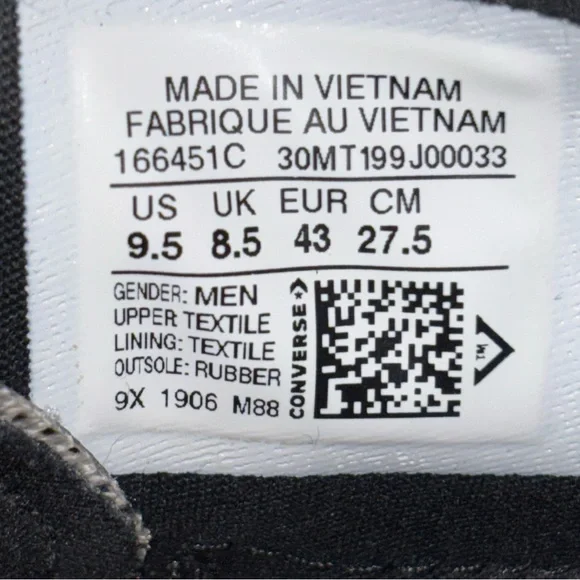 MADE IN VIETNAM
FABRIQUE AU VIETNAM
166451C 30MT199J00033
US UK EUR CM
9.5 8.5 43 27.5
GENDER: MEN
UPPER TEXTILE
LINING: TEXTILE
OUTSOLE: RUBBER
9X 1906 M88
CONVERSE
TM